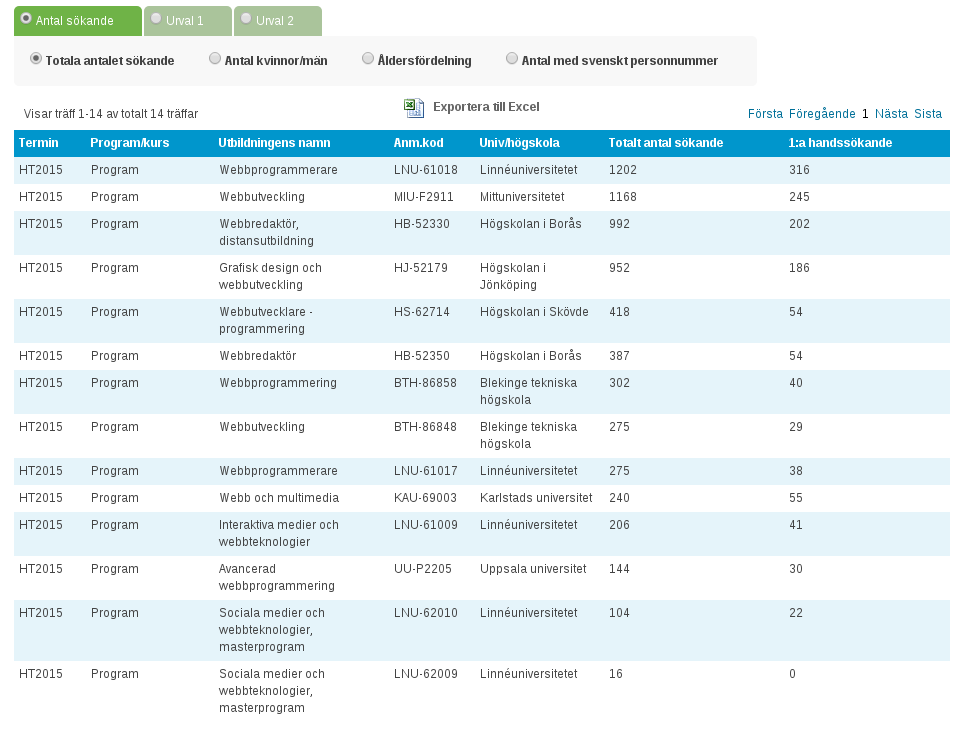 Antal sökande Urval 1 Urval 2
Totala antalet sökande Antal kvinnor/män Åldersfördelning Antal med svenskt personnummer
Visar träff 1-14 av totalt 14 träffar Exportera till Excel Första Föregående 1 Nästa Sista
Termin Program/kurs Utbildningens namn Anm.kod Univ/högskola Totalt antal sökande 1:a handssökande
HT2015 Program Webbprogrammerare LNU-61018 Linnéuniversitetet 1202 316
HT2015 Program Webbutveckling MIU-F2911 Mittuniversitetet 1168 245
HT2015 Program Webbredaktör, HB-52330 Högskolan i Borås 992 202
distansutbildning
HT2015 Program Grafisk design och HJ-52179 Högskolan i 952 186
webbutveckling Jönköping
HT2015 Program Webbutvecklare - HS-62714 Högskolan i Skövde 418 54
programmering
HT2015 Program Webbredaktör HB-52350 Högskolan i Borås 387 54
HT2015 Program Webbprogrammering BTH-86858 Blekinge tekniska 302 40
högskola
HT2015 Program Webbutveckling BTH-86848 Blekinge tekniska 275 29
högskola
HT2015 Program Webbprogrammerare LNU-61017 Linnéuniversitetet 275 38
HT2015 Program Webb och multimedia KAU-69003 Karlstads universitet 240 55
HT2015 Program Interaktiva medier och LNU-61009 Linnéuniversitetet 206 41
webbteknologier
HT2015 Program Avancerad UU-P2205 Uppsala universitet 144 30
webbprogrammering
HT2015 Program Sociala medier och LNU-62010 Linnéuniversitetet 104 22
webbteknologier,
masterprogram
HT2015 Program Sociala medier och LNU-62009 Linnéuniversitetet 16 0
webbteknologier,
masterprogram